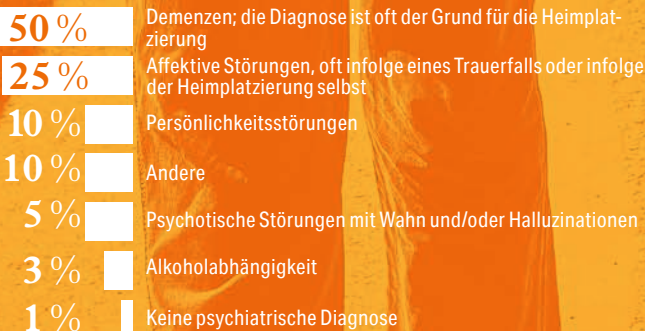 50 % Demenzen; die Diagnose ist oft der Grund für die Heimplat-
zierung
25 % Affektive Störungen, oft infolge eines Trauerfalls oder infolge
der Heimplatzierung selbst
10 % Persönlichkeitsstörungen
10 % Andere
5 % Psychotische Störungen mit Wahn und/oder Halluzinationen
3 % Alkoholabhängigkeit
1 % Keine psychiatrische Diagnose